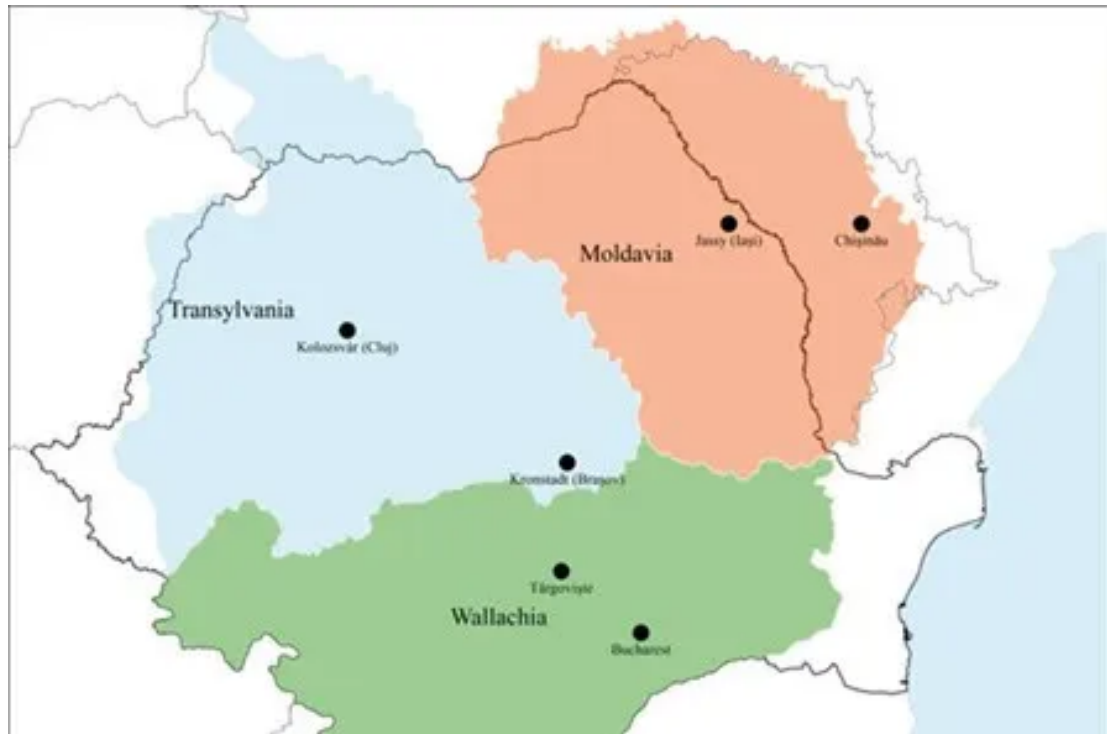 Moldavia
Jassy (Iași)
Chișinău
Transylvania
Kolozsvár (Cluj)
Kronstadt (Brașov)
Târgoviște
Wallachia
Bucharest